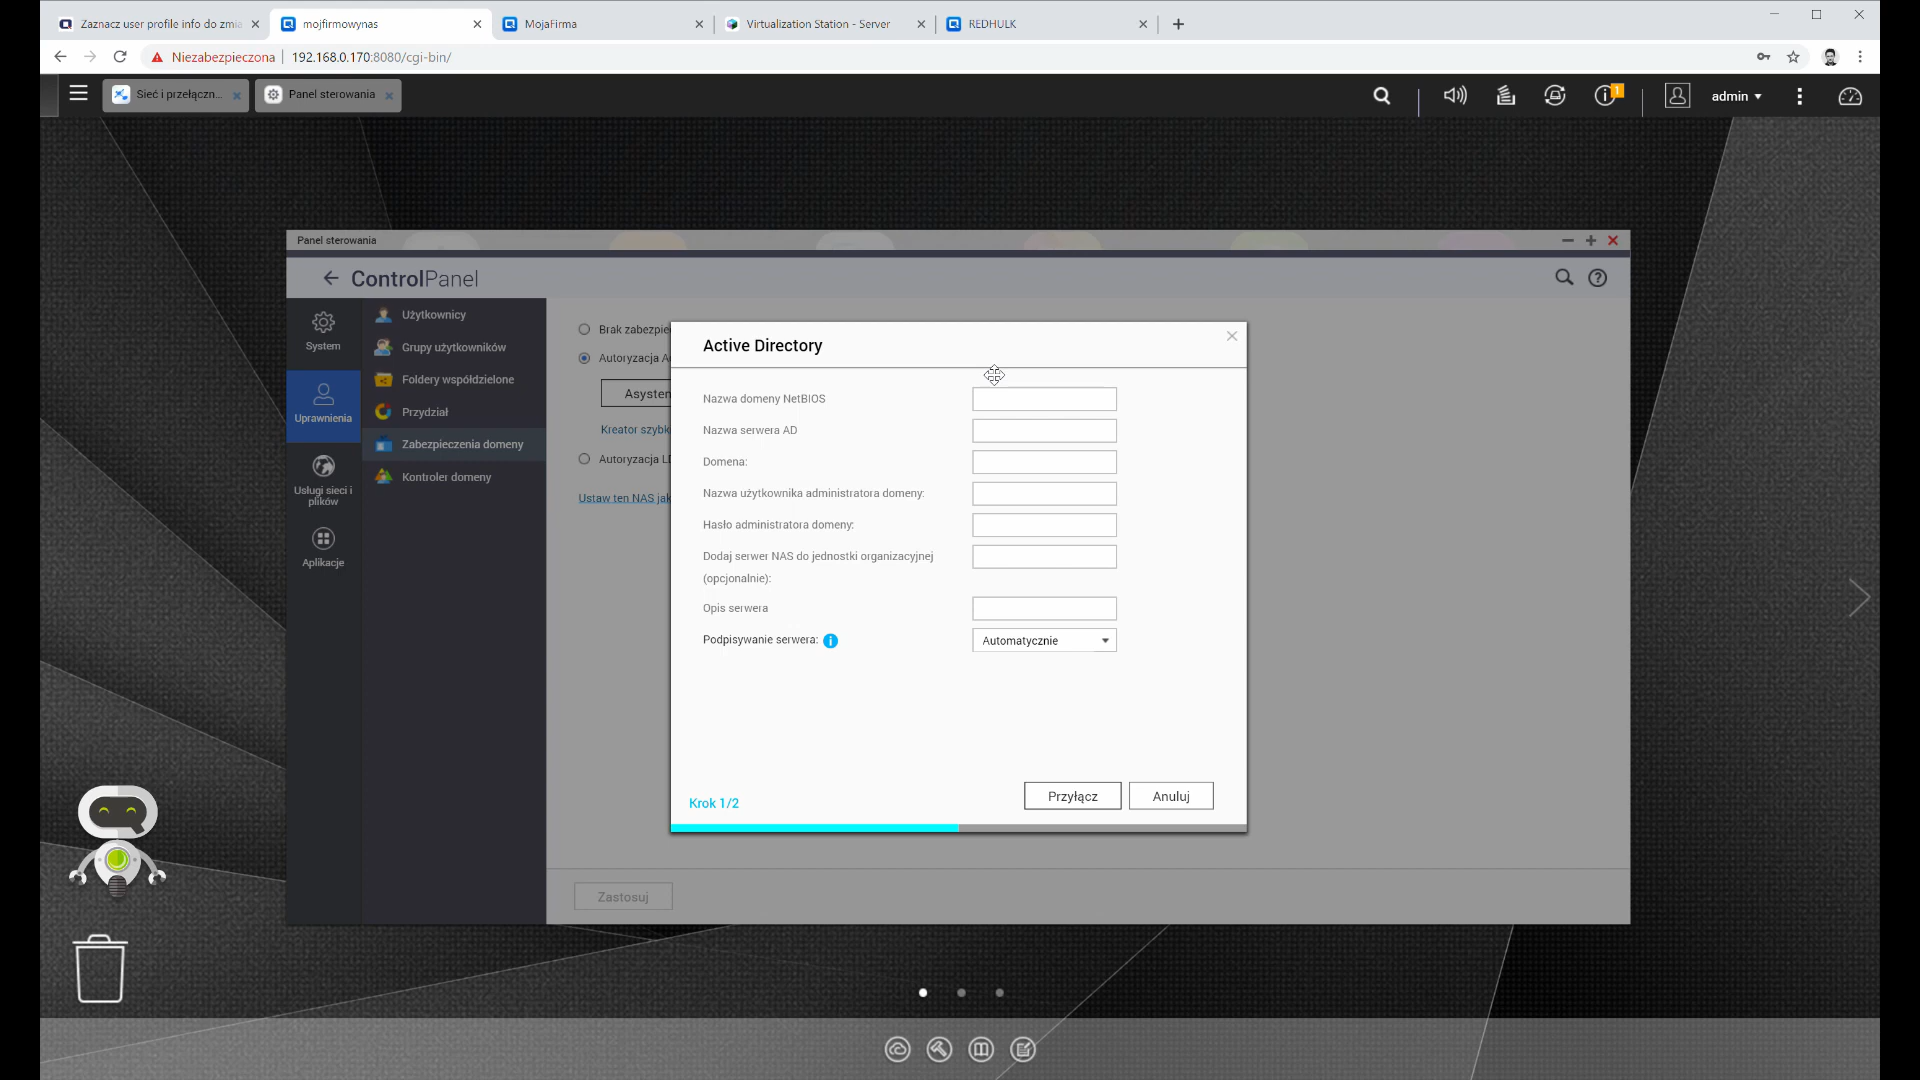 Zaznacz user profile info do zmia
mojfirmowynas
MojaFirma
Virtualization Station - Server
REDHULK
Niezabezpieczona
192.168.0.170:8080/cgi-bin/
Sieć i przełączn...
Panel sterowania
1
admin
Panel sterowania
ControlPanel
System
Uprawnienia
Usługi sieci i
plików
Aplikacje
Użytkownicy
Grupy użytkowników
Foldery współdzielone
Przydział
Zabezpieczenia domeny
Kontroler domeny
Brak zabezpie
Autoryzacja A
Asysten
Kreator szybk
Autoryzacja L
Ustaw ten NAS jak
Zastosuj
Active Directory
Nazwa domeny NetBIOS
Nazwa serwera AD
Domena:
Nazwa użytkownika administratora domeny:
Hasło administratora domeny:
Dodaj serwer NAS do jednostki organizacyjnej
(opcjonalnie):
Opis serwera
Podpisywanie serwera:
Automatycznie
Krok 1/2
Przyłącz
Anuluj